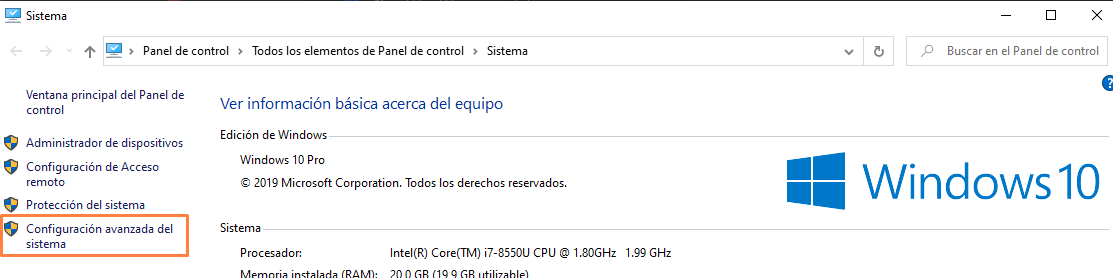 Sistema
Panel de control
Todos los elementos de Panel de control
Sistema
Buscar en el Panel de control
?
Ventana principal del Panel de
control
Administrador de dispositivos
Configuración de Acceso
remoto
Protección del sistema
Configuración avanzada del
sistema
Ver información básica acerca del equipo
Edición de Windows
Windows 10 Pro
© 2019 Microsoft Corporation. Todos los derechos reservados.
Windows 10
Sistema
Procesador: Intel(R) Core(TM) i7-8550U CPU @ 1.80GHz 1.99 GHz
Memoria instalada (RAM): 20.0 GB (19.9 GB utilizable)